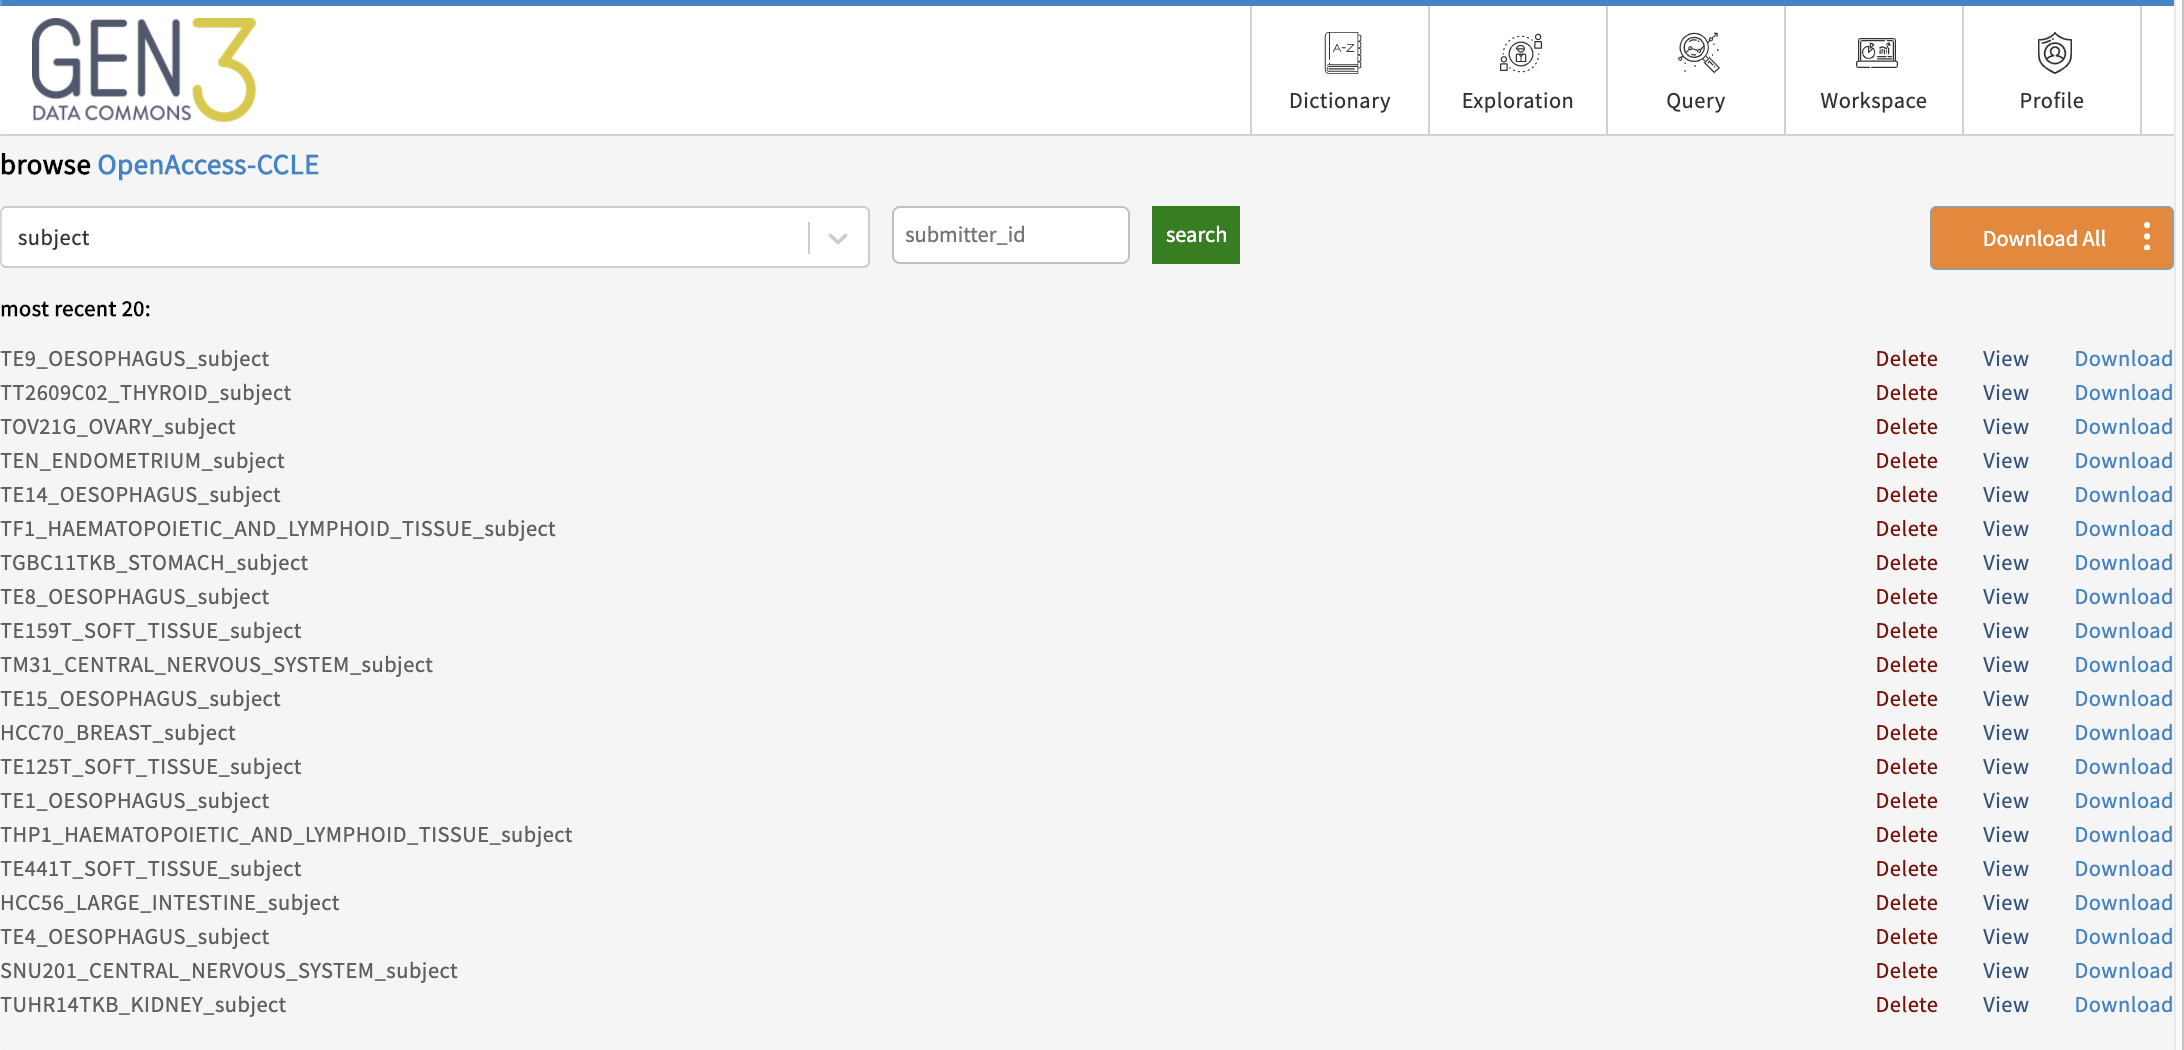 GEN3
DATA COMMONS
A-Z
Dictionary
Exploration
Query
Workspace
Profile
browse OpenAccess-CCLE
subject
submitter_id
search
Download All
most recent 20:
TE9_OESOPHAGUS_subject Delete View Download
TT2609C02_THYROID_subject Delete View Download
TOV21G_OVARY_subject Delete View Download
TEN_ENDOMETRIUM_subject Delete View Download
TE14_OESOPHAGUS_subject Delete View Download
TF1_HAEMATOPOIETIC_AND_LYMPHOID_TISSUE_subject Delete View Download
TGBC11TKB_STOMACH_subject Delete View Download
TE8_OESOPHAGUS_subject Delete View Download
TE159T_SOFT_TISSUE_subject Delete View Download
TM31_CENTRAL_NERVOUS_SYSTEM_subject Delete View Download
TE15_OESOPHAGUS_subject Delete View Download
HCC70_BREAST_subject Delete View Download
TE125T_SOFT_TISSUE_subject Delete View Download
TE1_OESOPHAGUS_subject Delete View Download
THP1_HAEMATOPOIETIC_AND_LYMPHOID_TISSUE_subject Delete View Download
TE441T_SOFT_TISSUE_subject Delete View Download
HCC56_LARGE_INTESTINE_subject Delete View Download
TE4_OESOPHAGUS_subject Delete View Download
SNU201_CENTRAL_NERVOUS_SYSTEM_subject Delete View Download
TUHR14TKB_KIDNEY_subject Delete View Download